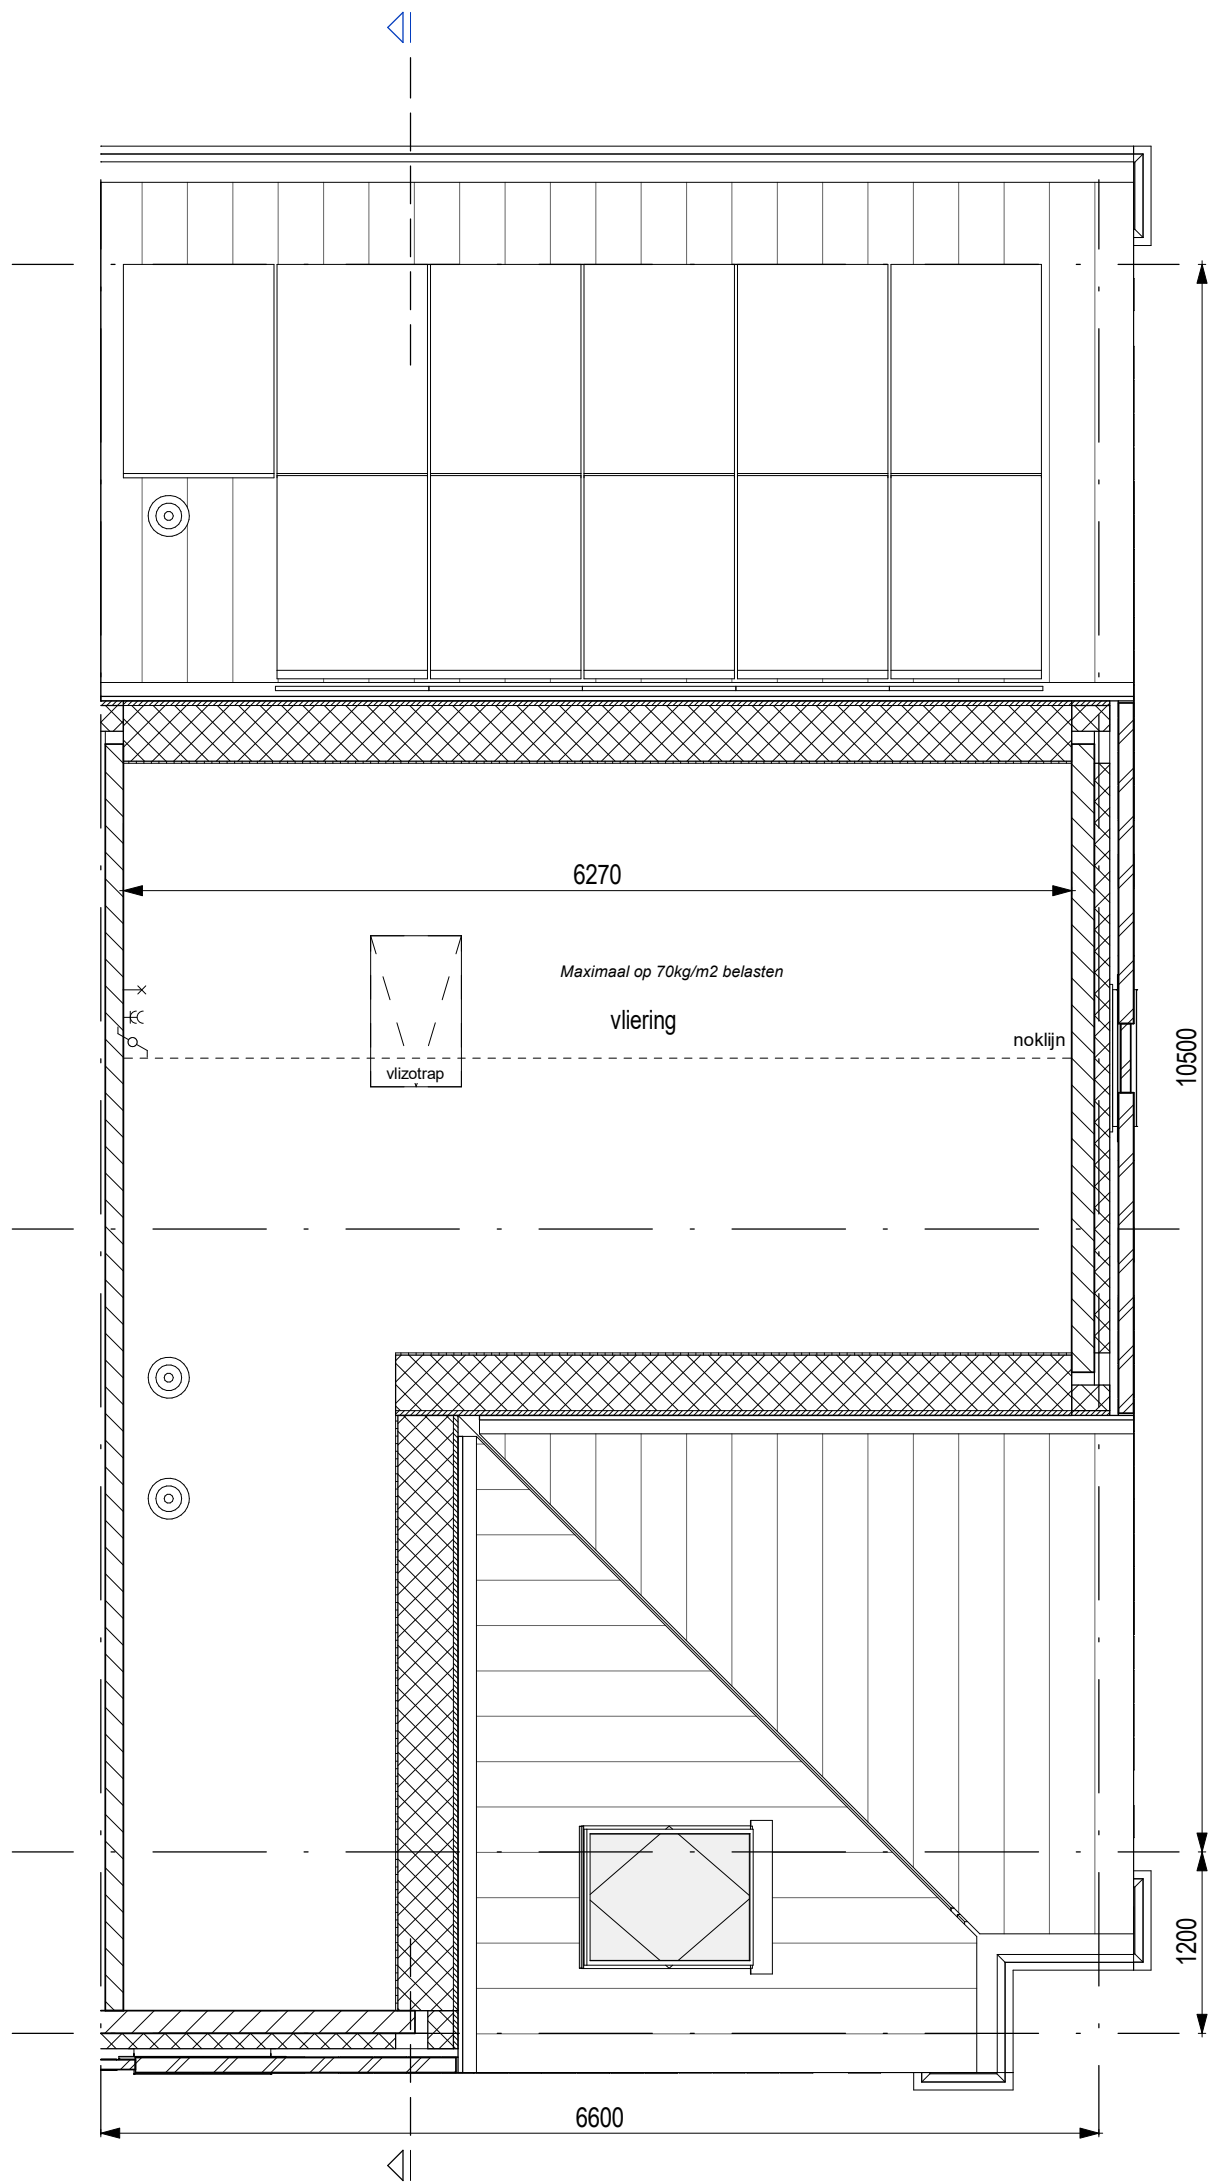 6270
Maximaal op 70kg/m2 belasten
vliering
noklijn
vlizotrap
10500
1200
6600